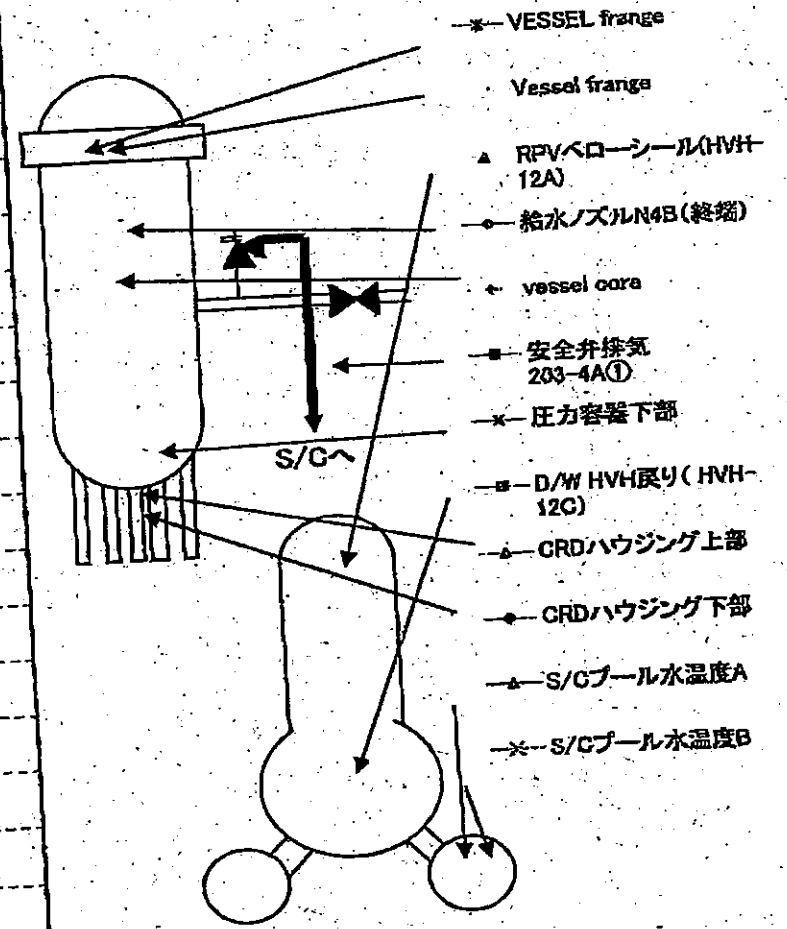 VESSEL frange
Vessel frange
RPVベローシール(HVH-
12A)
給水ノズルN4B(終端)
vessel core
安全弁排気
203-4A①
圧力容器下部
S/Cへ
D/W HVH戻り( HVH-
12C)
CRDハウジング上部
CRDハウジング下部
S/Cプール水温度A
S/Cプール水温度B